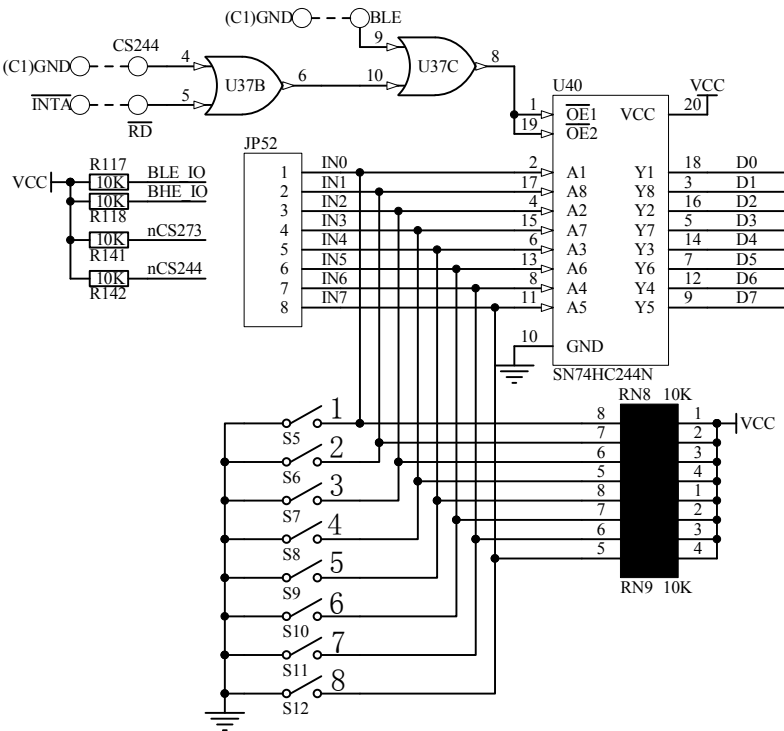 (C1)GND BLE
CS244 9 8
(C1)GND 4 U37C
U37B 6 10
INTA 5
RD
U40
VCC
1 OE1 VCC 20
19 OE2
JP52
R117
VCC 10K BLE_IO
10K BHE_IO
R118
10K nCS273
R141
10K nCS244
R142
1 IN0 2 A1 Y1 18 D0
2 IN1 17 A8 Y8 3 D1
3 IN2 4 A2 Y2 16 D2
4 IN3 15 A7 Y7 5 D3
5 IN4 6 A3 Y3 14 D4
6 IN5 13 A6 Y6 7 D5
7 IN6 8 A4 Y4 12 D6
8 IN7 11 A5 Y5 9 D7
10 GND
SN74HC244N
RN8 10K
S5 1 8 1 VCC
7 2
S6 2 6 3
5 4
S7 3 8 1
7 2
S8 4 6 3
5 4
S9 5 RN9 10K
S10 6
S11 7
S12 8